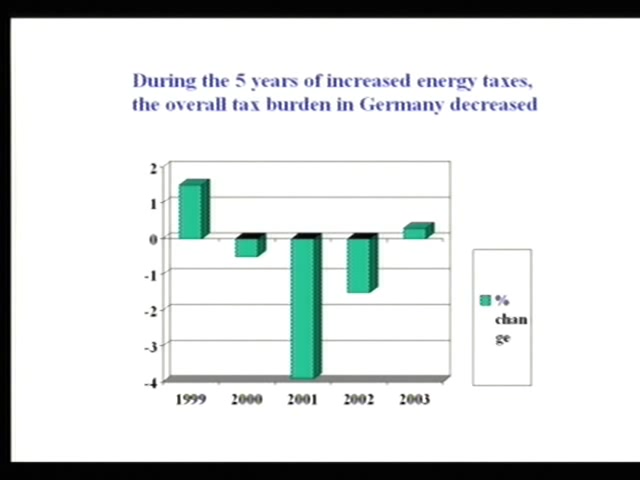 During the 5 years of increased energy taxes,
the overall tax burden in Germany decreased
2
1
0
-1
-2
-3
-4
1999 2000 2001 2002 2003
%
chan
ge